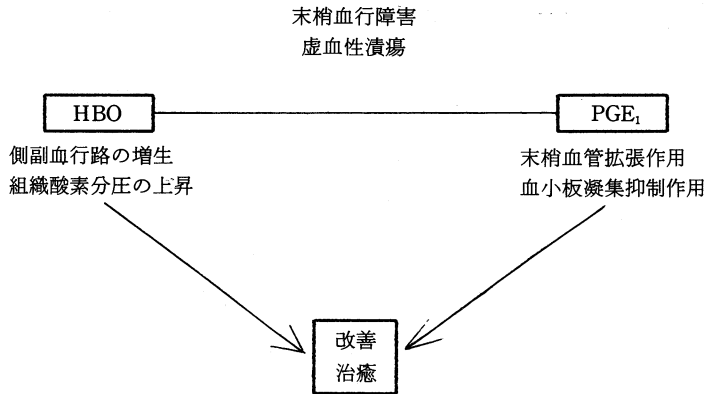 末梢血行障害
虚血性潰瘍
HBO
PGE₁
側副血行路の増生
組織酸素分圧の上昇
末梢血管拡張作用
血小板凝集抑制作用
改善
治癒